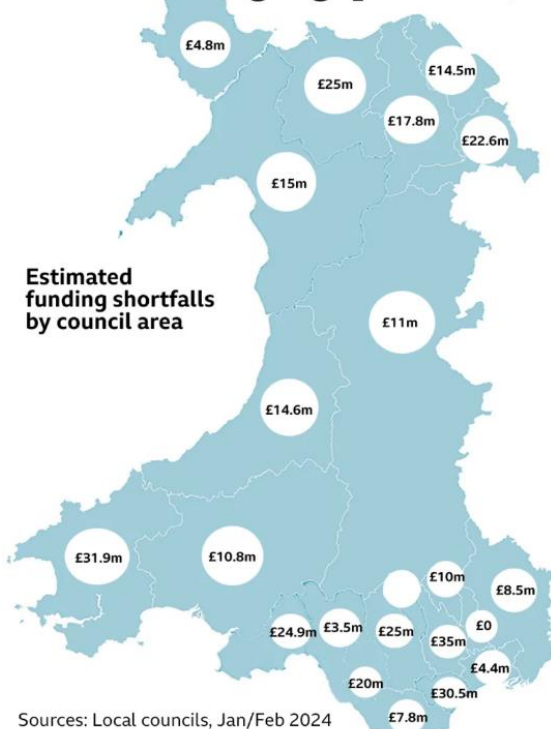 £4.8m
£25m
£14.5m
£17.8m
£22.6m
£15m
Estimated
funding shortfalls
by council area
£11m
£14.6m
£31.9m
£10.8m
£10m
£8.5m
£24.9m
£3.5m
£25m
£35m
£0
£4.4m
£20m
£30.5m
£7.8m
Sources: Local councils, Jan/Feb 2024